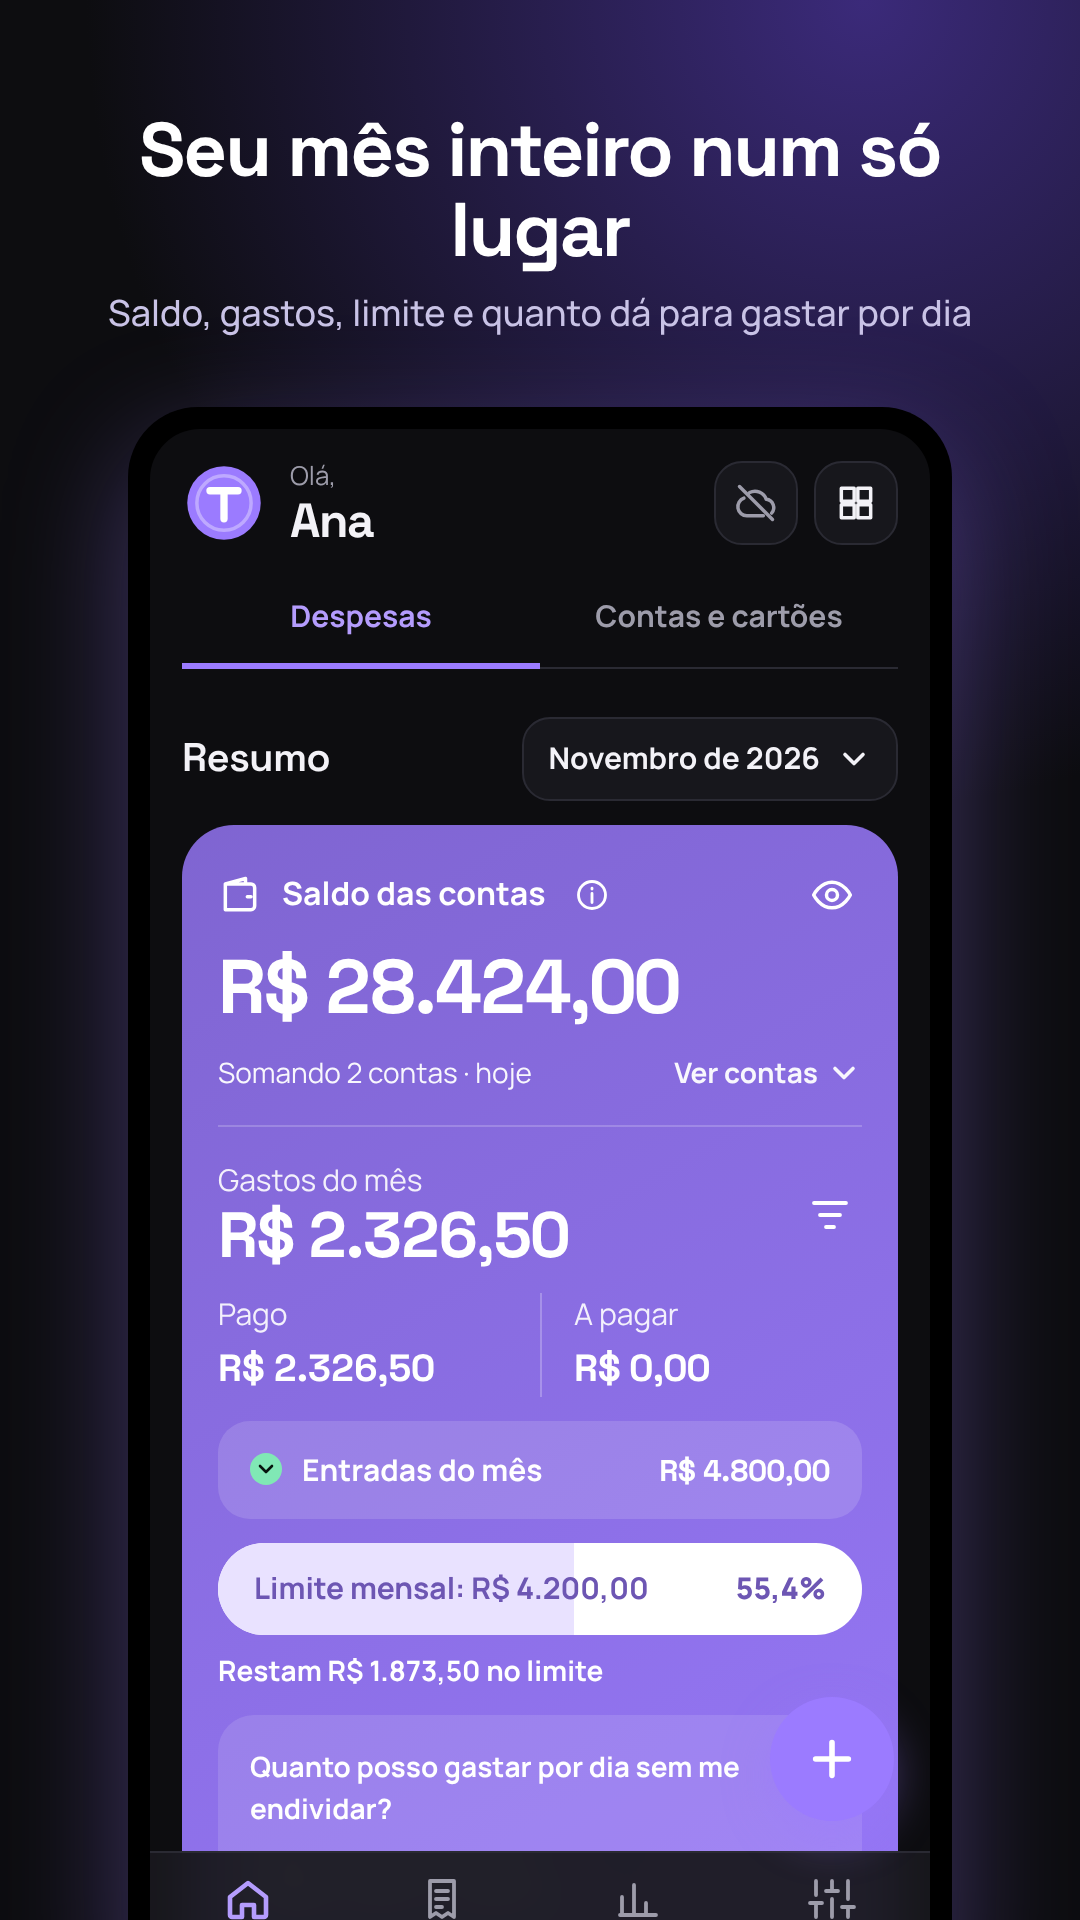 Seu mês inteiro num só
lugar
Saldo, gastos, limite e quanto dá para gastar por dia
T
Olá,
Ana
Despesas
Contas e cartões
Resumo
Novembro de 2026
Saldo das contas
R$ 28.424,00
Somando 2 contas · hoje
Ver contas
Gastos do mês
R$ 2.326,50
Pago
A pagar
R$ 2.326,50
R$ 0,00
Entradas do mês
R$ 4.800,00
Limite mensal: R$ 4.200,00
55,4%
Restam R$ 1.873,50 no limite
Quanto posso gastar por dia sem me
endividar?